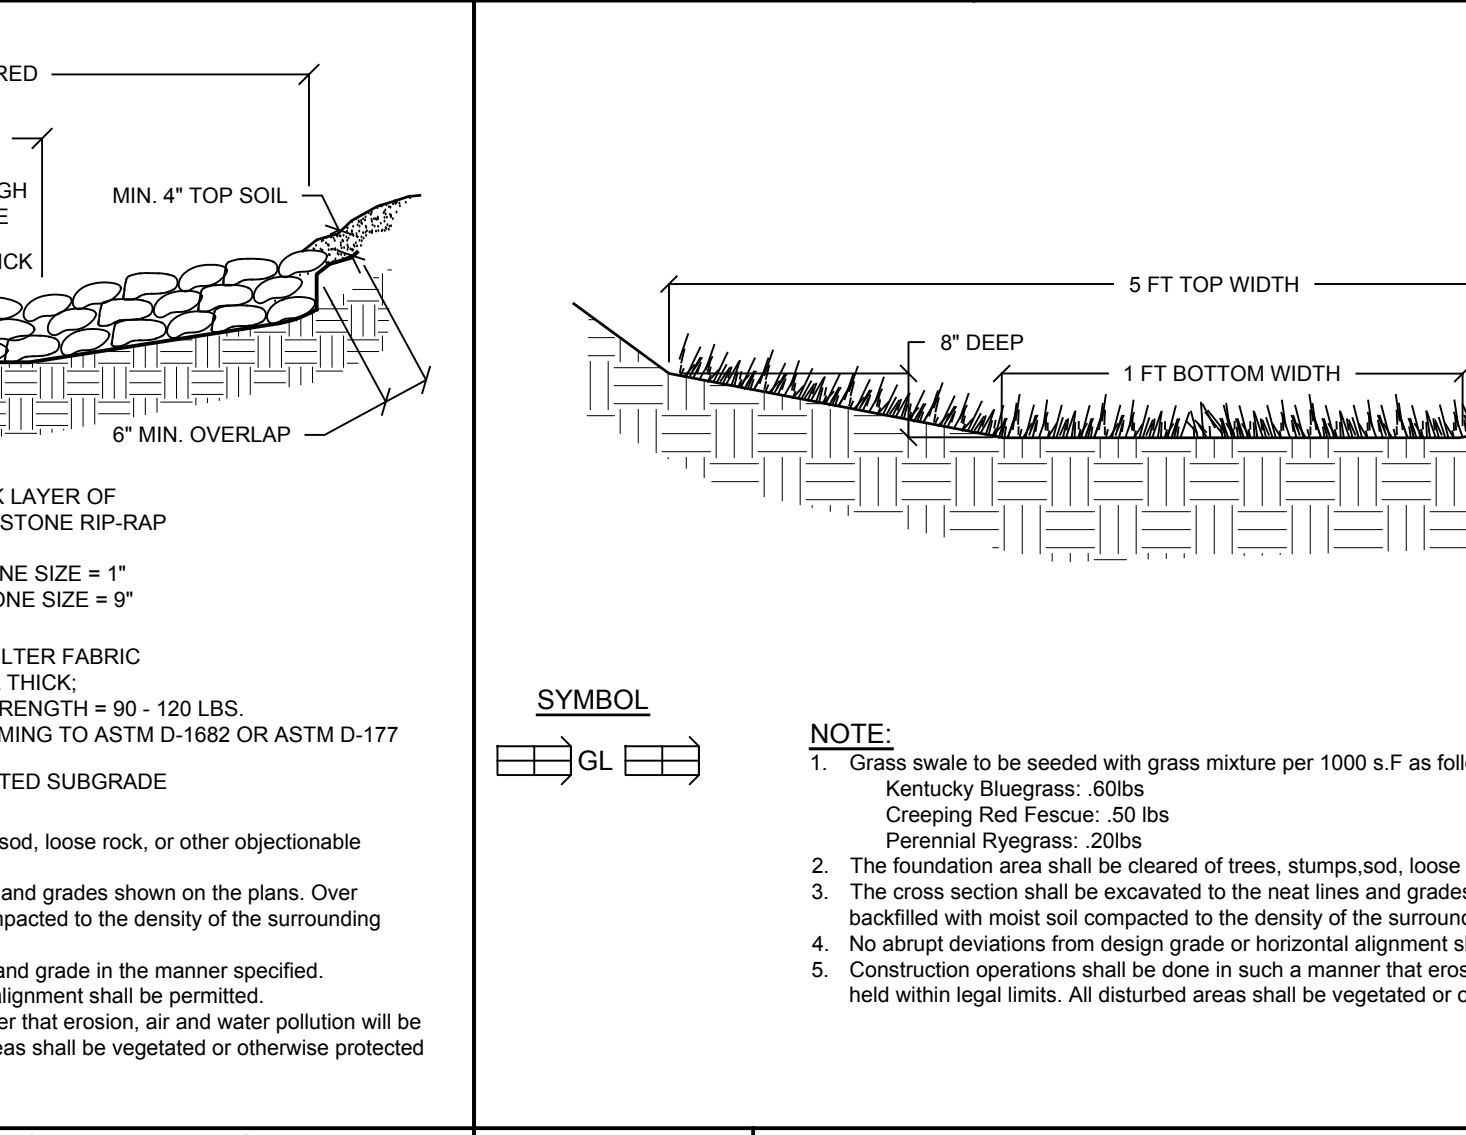 RED
GH
E
ICK
MIN. 4" TOP SOIL
6" MIN. OVERLAP
K LAYER OF
STONE RIP-RAP
NE SIZE = 1"
ONE SIZE = 9"
LTER FABRIC
THICK;
RENGTH = 90 - 120 LBS.
MING TO ASTM D-1682 OR ASTM D-177
TED SUBGRADE
sod, loose rock, or other objectionable
and grades shown on the plans. Over
mpacted to the density of the surrounding
and grade in the manner specified.
alignment shall be permitted.
er that erosion, air and water pollution will be
eas shall be vegetated or otherwise protected
5 FT TOP WIDTH
8" DEEP
1 FT BOTTOM WIDTH
SYMBOL
GL
NOTE:
1. Grass swale to be seeded with grass mixture per 1000 s.F as foll
Kentucky Bluegrass: .60lbs
Creeping Red Fescue: .50 lbs
Perennial Ryegrass: .20lbs
2. The foundation area shall be cleared of trees, stumps,sod, loose
3. The cross section shall be excavated to the neat lines and grades
backfilled with moist soil compacted to the density of the surround
4. No abrupt deviations from design grade or horizontal alignment s
5. Construction operations shall be done in such a manner that eros
held within legal limits. All disturbed areas shall be vegetated or o